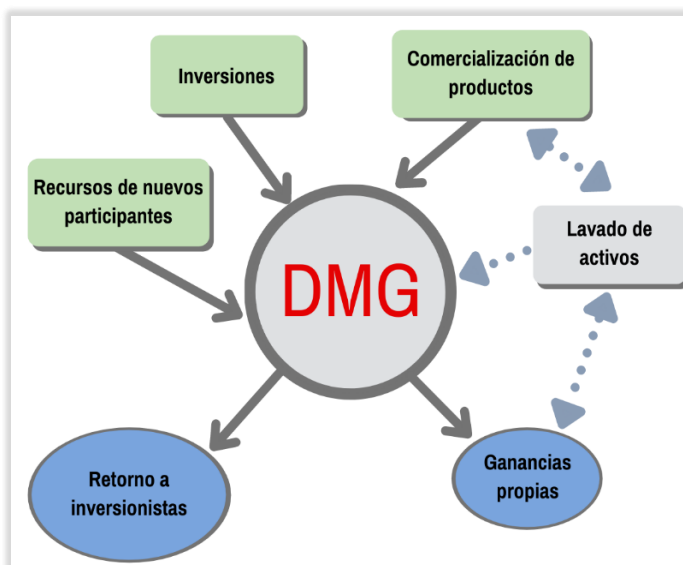 Inversiones
Comercialización de
productos
Recursos de nuevos
participantes
Lavado de
activos
DMG
Retorno a
inversionistas
Ganancias
propias